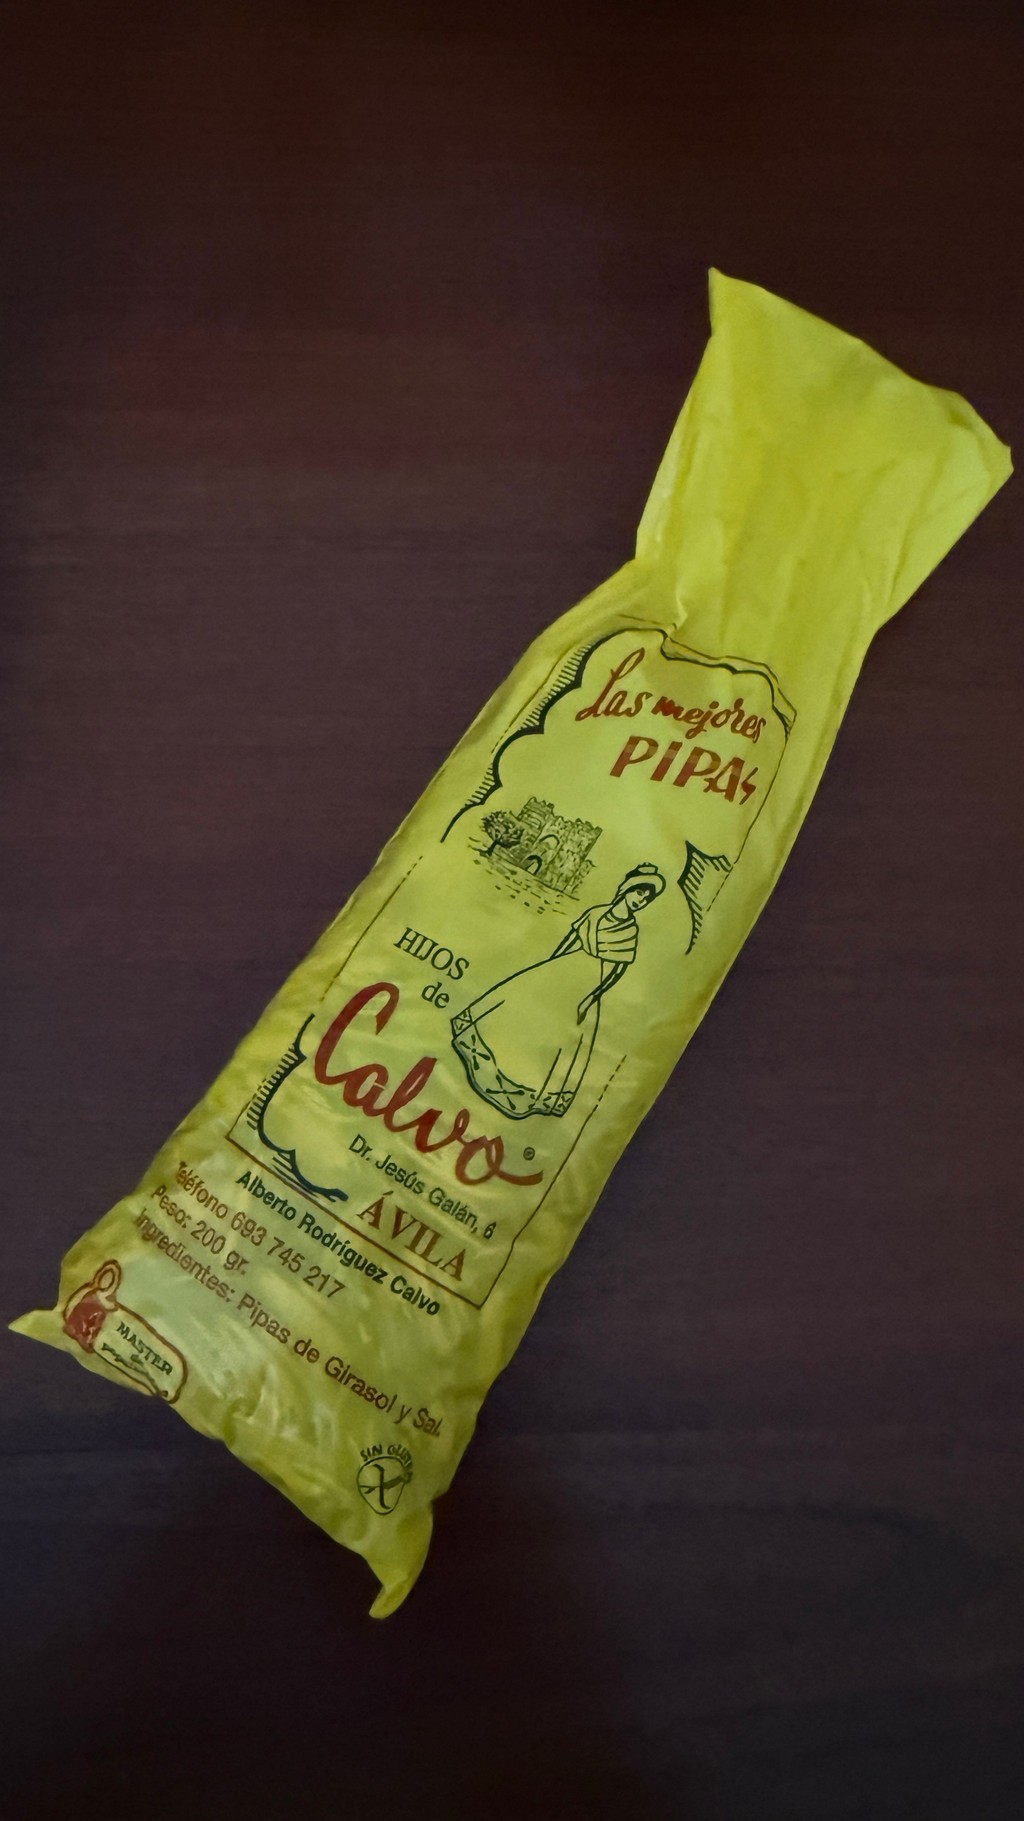 Las mejores
PIPAS
HIJOS
de
Calvo®
Dr. Jesús Galán, 6
ÁVILA
Alberto Rodríguez Calvo
Teléfono 693 745 217
Peso: 200 gr.
Ingredientes: Pipas de Girasol y Sal.
MASTER
SIN